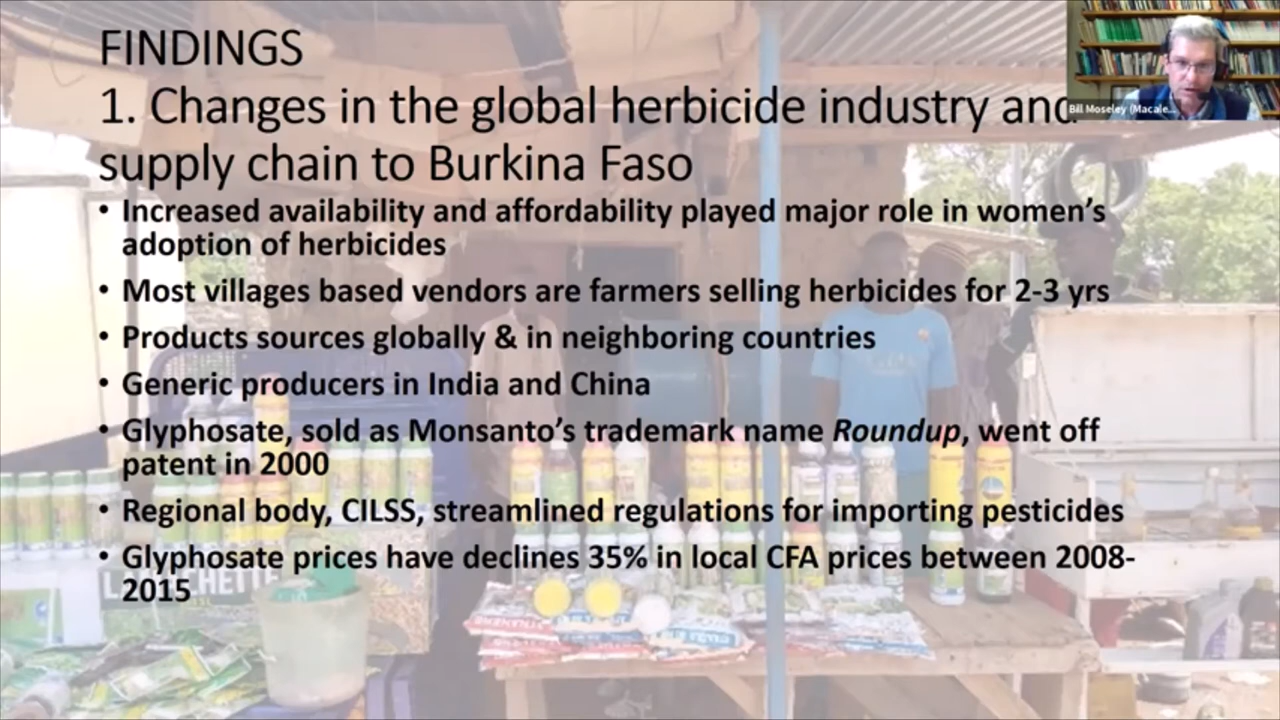 FINDINGS
1. Changes in the global herbicide industry and
supply chain to Burkina Faso
Bill Moseley (Macale...
• Increased availability and affordability played major role in women’s
adoption of herbicides
• Most villages based vendors are farmers selling herbicides for 2-3 yrs
• Products sources globally & in neighboring countries
• Generic producers in India and China
• Glyphosate, sold as Monsanto’s trademark name Roundup, went off
patent in 2000
• Regional body, CILSS, streamlined regulations for importing pesticides
• Glyphosate prices have declines 35% in local CFA prices between 2008-
2015